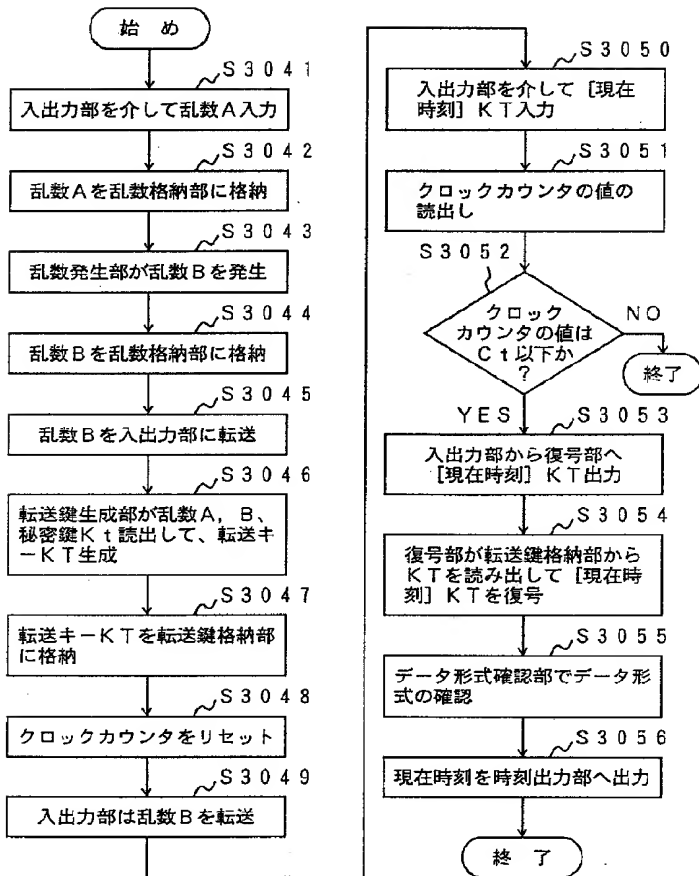 始 め
S3041
入出力部を介して乱数A入力
S3042
乱数Aを乱数格納部に格納
S3043
乱数発生部が乱数Bを発生
S3044
乱数Bを乱数格納部に格納
S3045
乱数Bを入出力部に転送
S3046
転送鍵生成部が乱数A，B、
秘密鍵Kt読出して、転送キ
ーKT生成
S3047
転送キーKTを転送鍵格納部
に格納
S3048
クロックカウンタをリセット
S3049
入出力部は乱数Bを転送
S3050
入出力部を介して［現在
時刻］KT入力
S3051
クロックカウンタの値の
読出し
S3052
クロック
カウンタの値は
Ct以下か
？
NO
終了
YES
S3053
入出力部から復号部へ
［現在時刻］KT出力
S3054
復号部が転送鍵格納部から
KTを読み出して［現在時
刻］KTを復号
S3055
データ形式確認部でデータ形
式の確認
S3056
現在時刻を時刻出力部へ出力
終 了